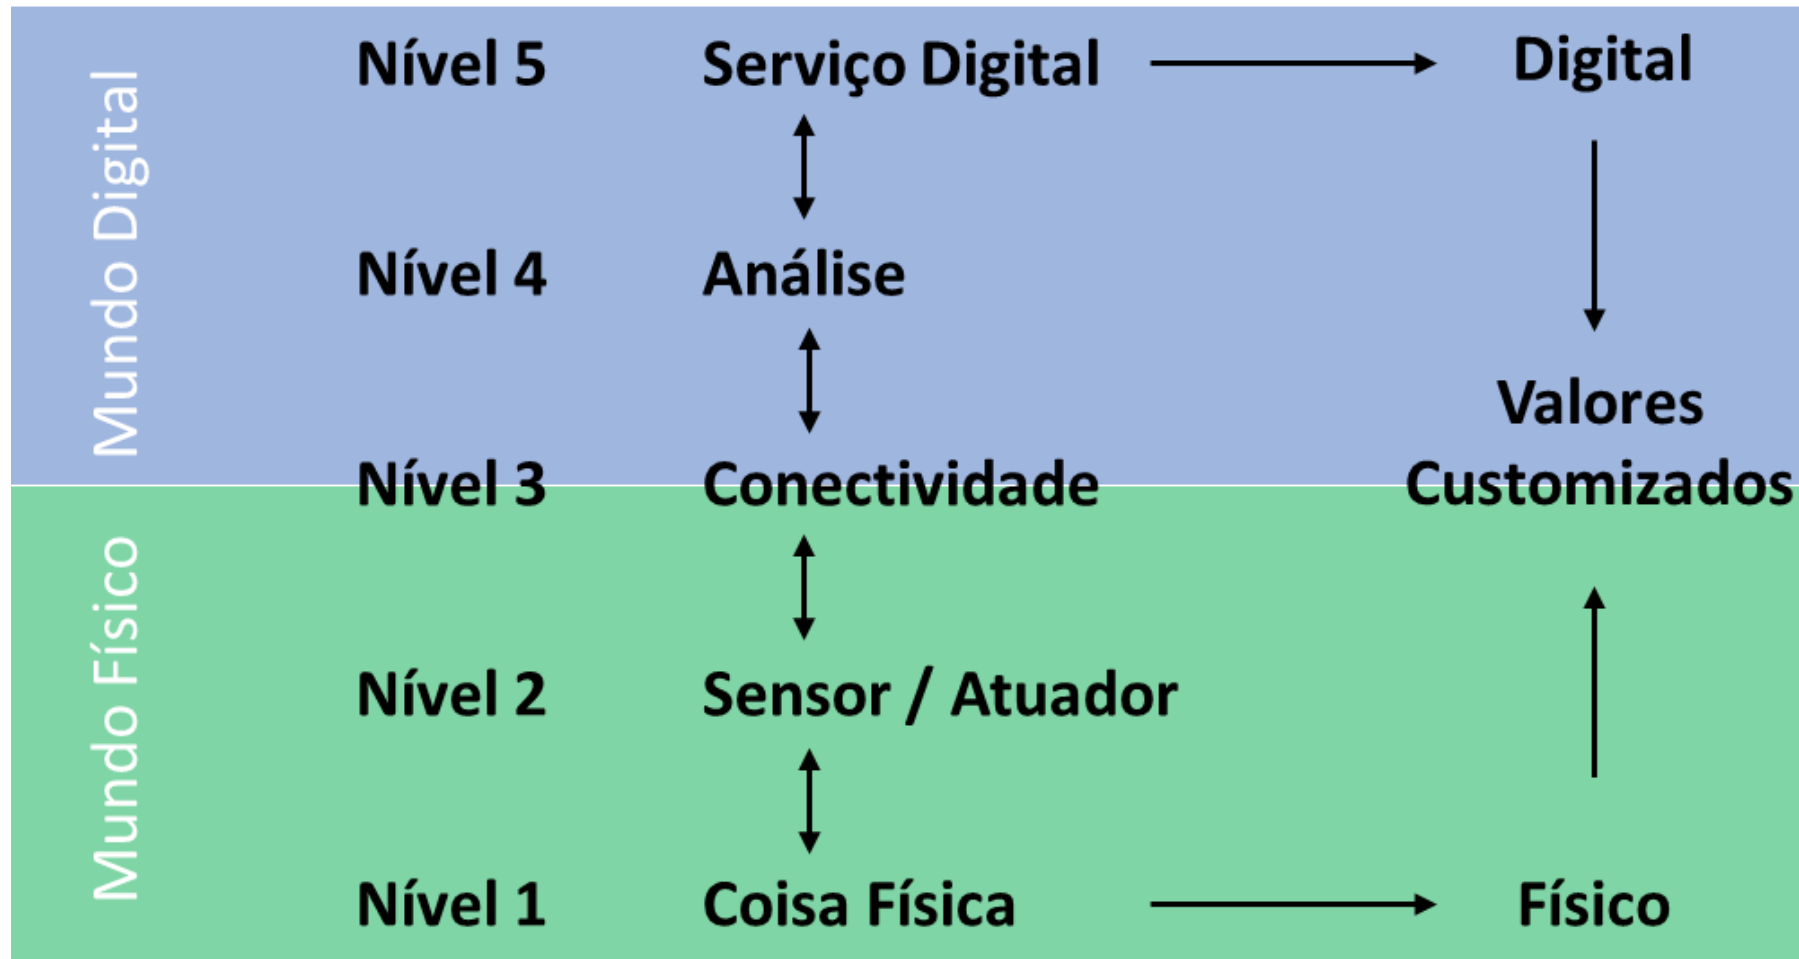 Mundo Digital
Nível 5 Serviço Digital Digital
Nível 4 Análise
Valores
Nível 3 Conectividade Customizados
Mundo Físico
Nível 2 Sensor / Atuador
Nível 1 Coisa Física Físico